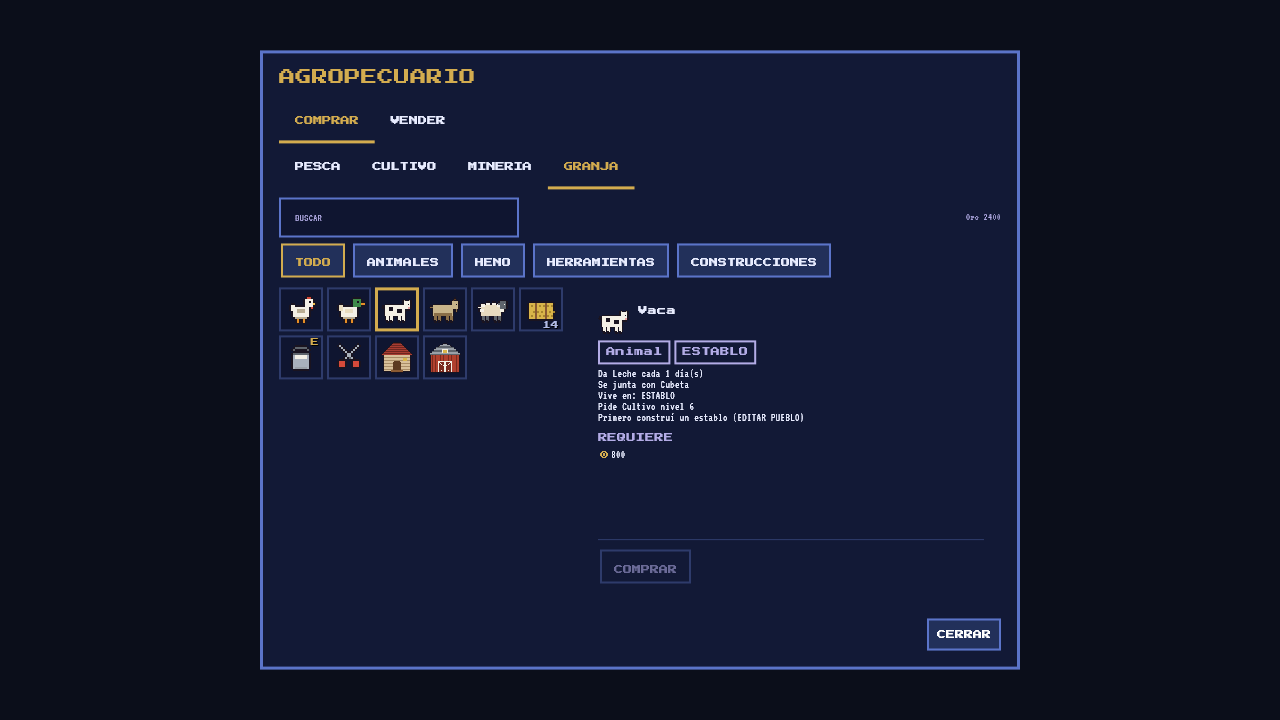 AGROPECUARIO
COMPRAR VENDER
PESCA CULTIVO MINERIA GRANJA
BUSCAR
Oro 2400
TODO ANIMALES HENO HERRAMIENTAS CONSTRUCCIONES
14
E
Vaca
Animal ESTABLO
Da Leche cada 1 día(s)
Se junta con Cubeta
Vive en: ESTABLO
Pide Cultivo nivel 6
Primero construí un establo (EDITAR PUEBLO)
REQUIERE
800
COMPRAR
CERRAR